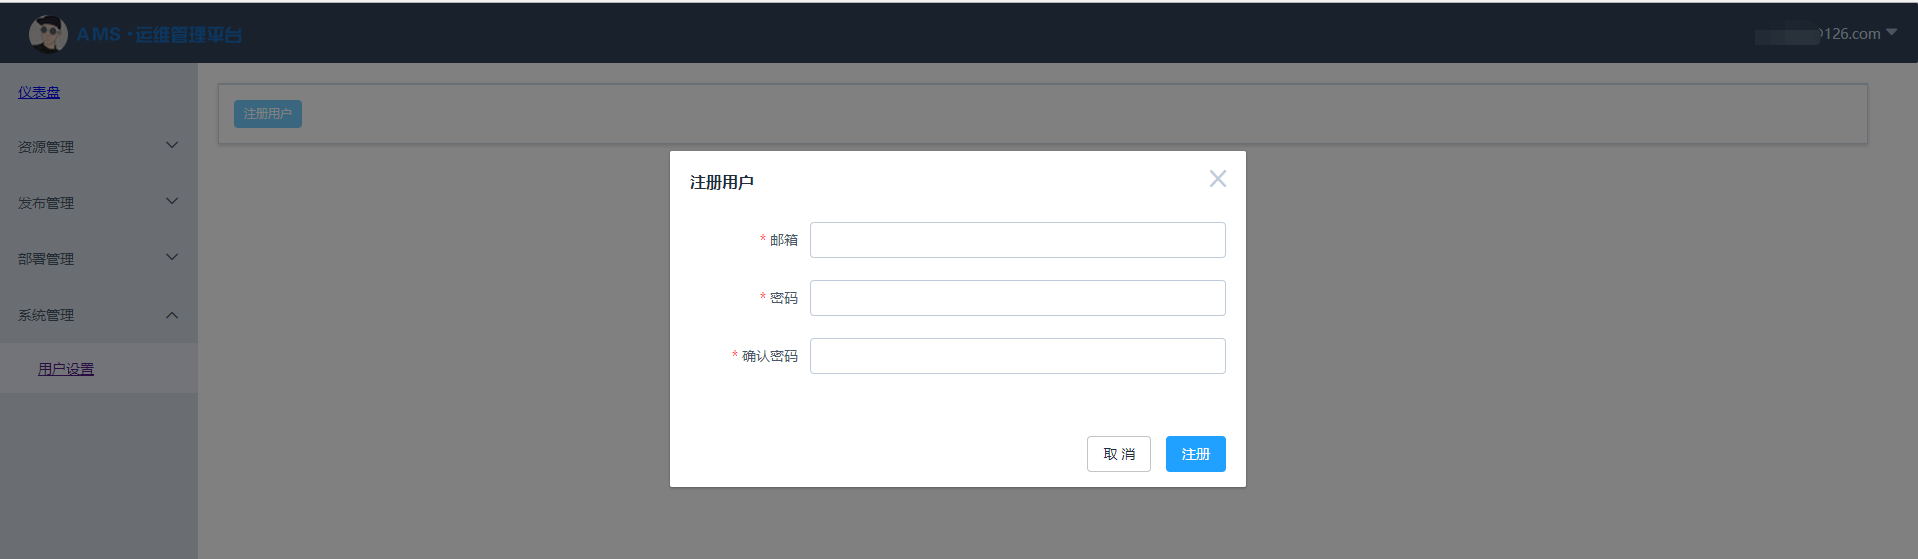 AMS·运维管理平台
126.com
仪表盘
注册用户
资源管理
发布管理
部署管理
系统管理
用户设置
注册用户
* 邮箱
* 密码
* 确认密码
取 消
注册